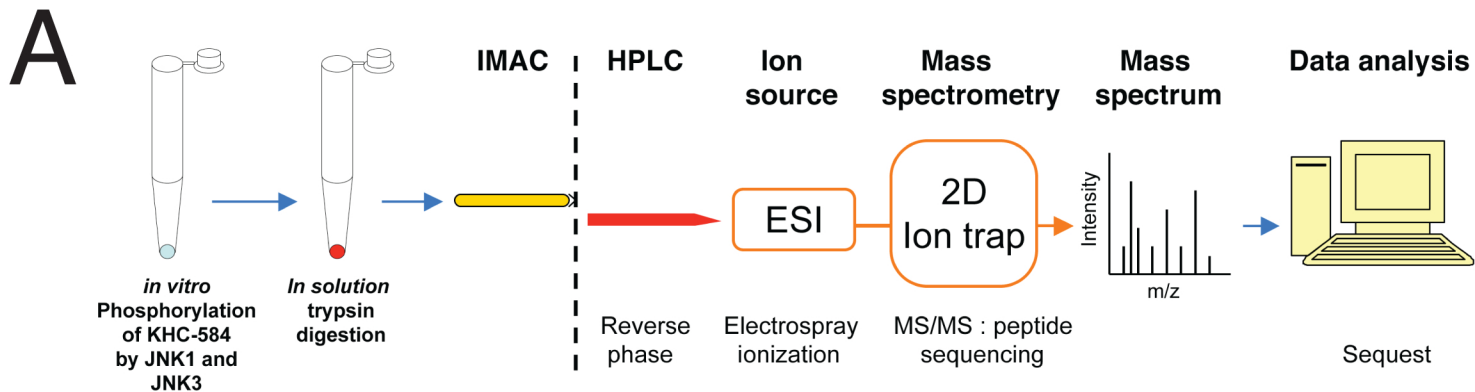 A
IMAC
HPLC
Ion
source
Mass
spectrometry
Mass
spectrum
Data analysis
ESI
2D
Ion trap
Intensity
m/z
in vitro
Phosphorylation
of KHC-584
by JNK1 and
JNK3
In solution
trypsin
digestion
Reverse
phase
Electrospray
ionization
MS/MS : peptide
sequencing
Sequest